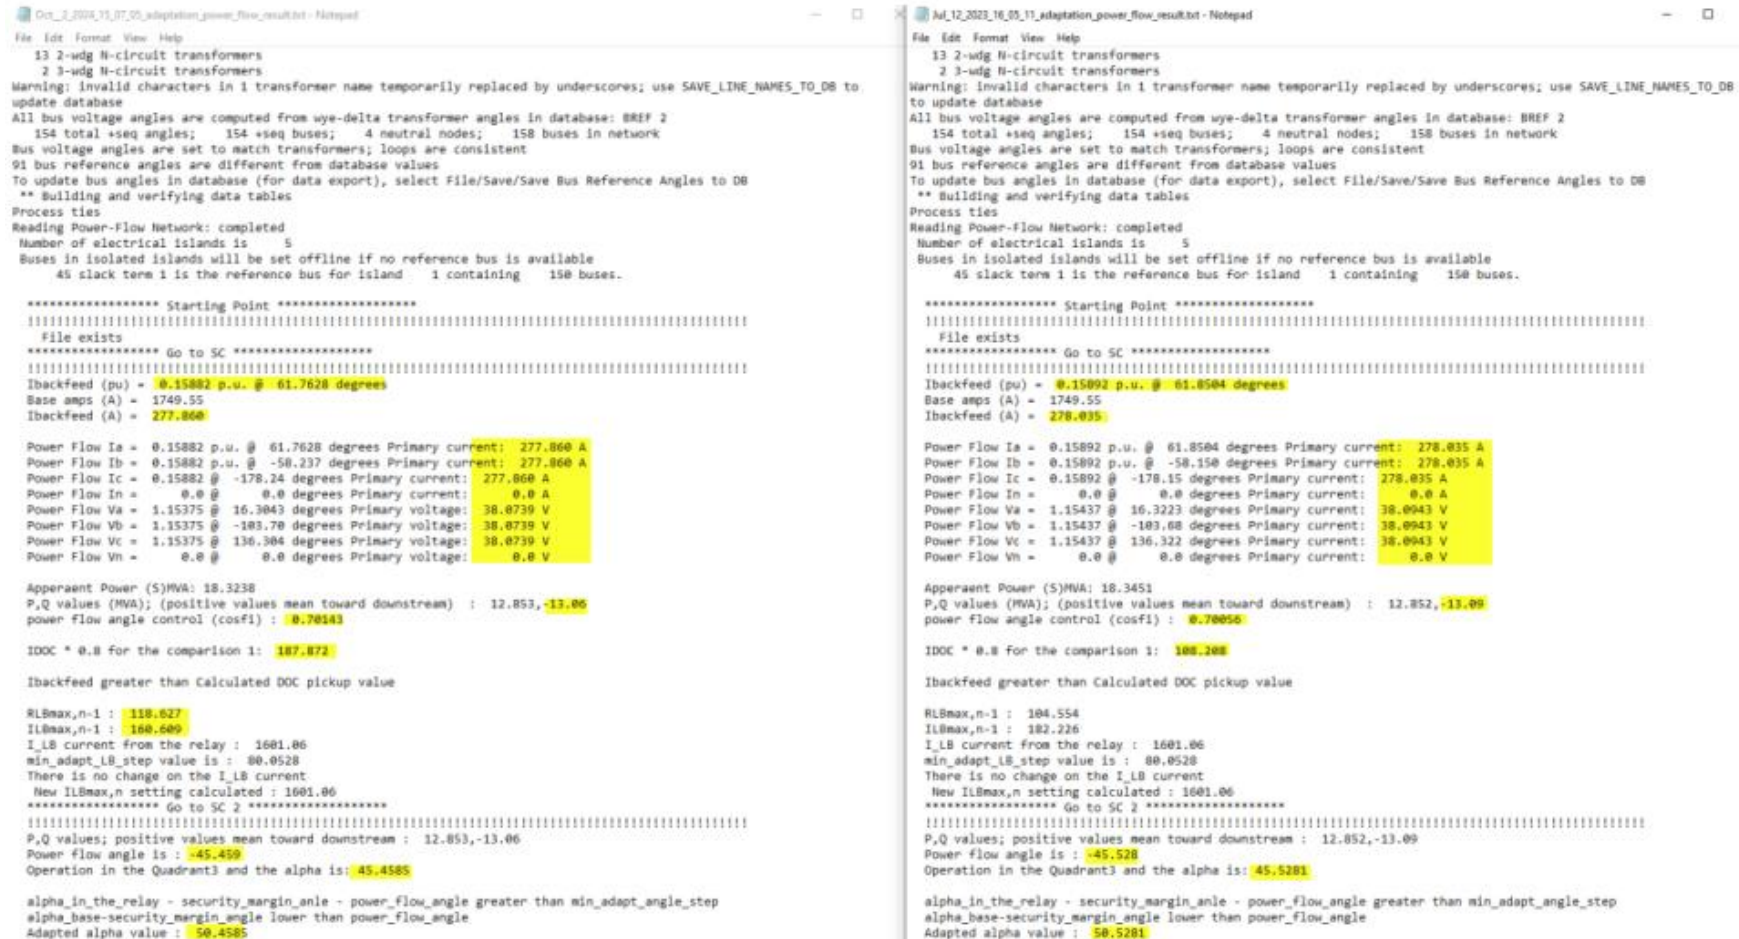 Oct__2_2024_15_07_05_adaptation_power_flow_result.txt - Notepad
File Edit Format View Help
13 2-wdg N-circuit transformers
2 3-wdg N-circuit transformers
Warning: invalid characters in 1 transformer name temporarily replaced by underscores; use SAVE_LINE_NAMES_TO_DB to
update database
All bus voltage angles are computed from wye-delta transformer angles in database: BREF 2
154 total +seq angles; 154 +seq buses; 4 neutral nodes; 158 buses in network
Bus voltage angles are set to match transformers; loops are consistent
91 bus reference angles are different from database values
To update bus angles in database (for data export), select File/Save/Save Bus Reference Angles to DB
** Building and verifying data tables
Process ties
Reading Power-Flow Network: completed
Number of electrical islands is 5
Buses in isolated islands will be set offline if no reference bus is available
45 slack term 1 is the reference bus for island 1 containing 150 buses.
****************** Starting Point *******************
!!!!!!!!!!!!!!!!!!!!!!!!!!!!!!!!!!!!!!!!!!!!!!!!!!!!!!!!!!!!!!!!!!!!!!!!!!!!!!!!!!!!!!!!!!!!!!!!!!
File exists
****************** Go to SC *******************
!!!!!!!!!!!!!!!!!!!!!!!!!!!!!!!!!!!!!!!!!!!!!!!!!!!!!!!!!!!!!!!!!!!!!!!!!!!!!!!!!!!!!!!!!!!!!!!!!!
Ibackfeed (pu) = 0.15882 p.u. @ 61.7628 degrees
Base amps (A) = 1749.55
Ibackfeed (A) = 277.860
Power Flow Ia = 0.15882 p.u. @ 61.7628 degrees Primary current: 277.860 A
Power Flow Ib = 0.15882 p.u. @ -58.237 degrees Primary current: 277.860 A
Power Flow Ic = 0.15882 @ -178.24 degrees Primary current: 277.860 A
Power Flow In = 0.0 @ 0.0 degrees Primary current: 0.0 A
Power Flow Va = 1.15375 @ 16.3043 degrees Primary voltage: 38.0739 V
Power Flow Vb = 1.15375 @ -103.70 degrees Primary voltage: 38.0739 V
Power Flow Vc = 1.15375 @ 136.304 degrees Primary voltage: 38.0739 V
Power Flow Vn = 0.0 @ 0.0 degrees Primary voltage: 0.0 V
Apperaent Power (S)MVA: 18.3238
P,Q values (MVA); (positive values mean toward downstream) : 12.853,-13.06
power flow angle control (cosfi) : 0.70143
IDOC * 0.8 for the comparison 1: 187.872
Ibackfeed greater than Calculated DOC pickup value
RLBmax,n-1 : 118.627
ILBmax,n-1 : 160.609
I_LB current from the relay : 1601.06
min_adapt_LB_step value is : 80.0528
There is no change on the I_LB current
New ILBmax,n setting calculated : 1601.06
****************** Go to SC 2 *******************
!!!!!!!!!!!!!!!!!!!!!!!!!!!!!!!!!!!!!!!!!!!!!!!!!!!!!!!!!!!!!!!!!!!!!!!!!!!!!!!!!!!!!!!!!!!!!!!!!!
P,Q values; positive values mean toward downstream : 12.853,-13.06
Power flow angle is : -45.459
Operation in the Quadrant3 and the alpha is: 45.4585
alpha_in_the_relay - security_margin_anle - power_flow_angle greater than min_adapt_angle_step
alpha_base-security_margin_angle lower than power_flow_angle
Adapted alpha value : 50.4585
Jul_12_2023_16_05_11_adaptation_power_flow_result.txt - Notepad
File Edit Format View Help
13 2-wdg N-circuit transformers
2 3-wdg N-circuit transformers
Warning: invalid characters in 1 transformer name temporarily replaced by underscores; use SAVE_LINE_NAMES_TO_DB
to update database
All bus voltage angles are computed from wye-delta transformer angles in database: BREF 2
154 total +seq angles; 154 +seq buses; 4 neutral nodes; 158 buses in network
Bus voltage angles are set to match transformers; loops are consistent
91 bus reference angles are different from database values
To update bus angles in database (for data export), select File/Save/Save Bus Reference Angles to DB
** Building and verifying data tables
Process ties
Reading Power-Flow Network: completed
Number of electrical islands is 5
Buses in isolated islands will be set offline if no reference bus is available
45 slack term 1 is the reference bus for island 1 containing 150 buses.
****************** Starting Point *******************
!!!!!!!!!!!!!!!!!!!!!!!!!!!!!!!!!!!!!!!!!!!!!!!!!!!!!!!!!!!!!!!!!!!!!!!!!!!!!!!!!!!!!!!!!!!!!!!!!!
File exists
****************** Go to SC *******************
!!!!!!!!!!!!!!!!!!!!!!!!!!!!!!!!!!!!!!!!!!!!!!!!!!!!!!!!!!!!!!!!!!!!!!!!!!!!!!!!!!!!!!!!!!!!!!!!!!
Ibackfeed (pu) = 0.15892 p.u. @ 61.8504 degrees
Base amps (A) = 1749.55
Ibackfeed (A) = 278.035
Power Flow Ia = 0.15892 p.u. @ 61.8504 degrees Primary current: 278.035 A
Power Flow Ib = 0.15892 p.u. @ -58.150 degrees Primary current: 278.035 A
Power Flow Ic = 0.15892 @ -178.15 degrees Primary current: 278.035 A
Power Flow In = 0.0 @ 0.0 degrees Primary current: 0.0 A
Power Flow Va = 1.15437 @ 16.3223 degrees Primary current: 38.0943 V
Power Flow Vb = 1.15437 @ -103.68 degrees Primary current: 38.0943 V
Power Flow Vc = 1.15437 @ 136.322 degrees Primary current: 38.0943 V
Power Flow Vn = 0.0 @ 0.0 degrees Primary current: 0.0 V
Apperaent Power (S)MVA: 18.3451
P,Q values (MVA); (positive values mean toward downstream) : 12.852,-13.09
power flow angle control (cosfi) : 0.70056
IDOC * 0.8 for the comparison 1: 108.208
Ibackfeed greater than Calculated DOC pickup value
RLBmax,n-1 : 104.554
ILBmax,n-1 : 182.226
I_LB current from the relay : 1601.06
min_adapt_LB_step value is : 80.0528
There is no change on the I_LB current
New ILBmax,n setting calculated : 1601.06
****************** Go to SC 2 *******************
!!!!!!!!!!!!!!!!!!!!!!!!!!!!!!!!!!!!!!!!!!!!!!!!!!!!!!!!!!!!!!!!!!!!!!!!!!!!!!!!!!!!!!!!!!!!!!!!!!
P,Q values; positive values mean toward downstream : 12.852,-13.09
Power flow angle is : -45.528
Operation in the Quadrant3 and the alpha is: 45.5281
alpha_in_the_relay - security_margin_anle - power_flow_angle greater than min_adapt_angle_step
alpha_base-security_margin_angle lower than power_flow_angle
Adapted alpha value : 50.5281